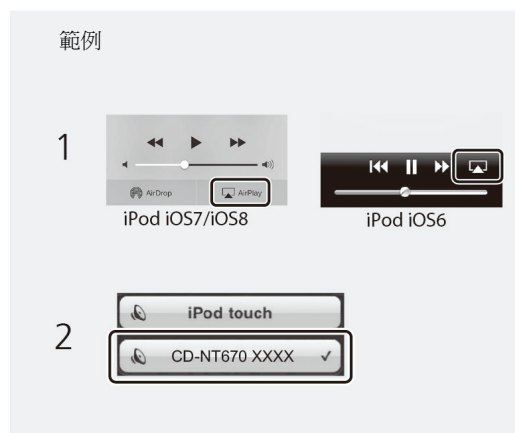 範例
1
AirDrop
AirPlay
iPod iOS7/iOS8
iPod iOS6
2
iPod touch
CD-NT670 XXXX ✓